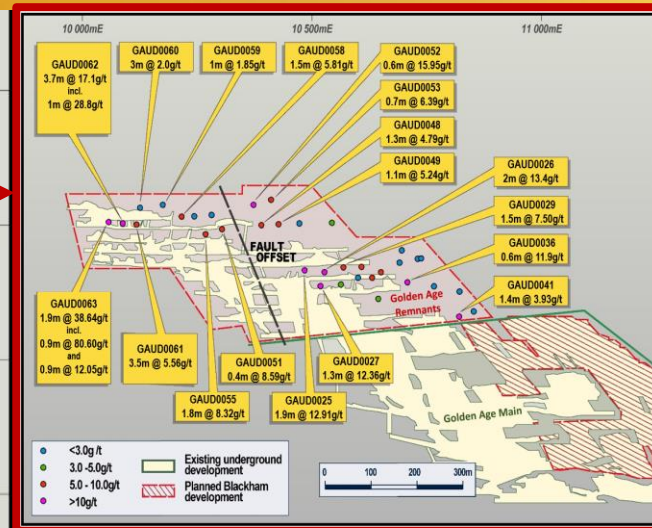 10 000mE
10 500mE
11 000mE
GAUD0062
3.7m @ 17.1g/t
incl.
1m @ 28.8g/t
GAUD0060
3m @ 2.0g/t
GAUD0059
1m @ 1.85g/t
GAUD0058
1.5m @ 5.81g/t
GAUD0052
0.6m @ 15.95g/t
GAUD0053
0.7m @ 6.39g/t
GAUD0048
1.3m @ 4.79g/t
GAUD0049
1.1m @ 5.24g/t
GAUD0026
2m @ 13.4g/t
GAUD0029
1.5m @ 7.50g/t
GAUD0036
0.6m @ 11.9g/t
GAUD0041
1.4m @ 3.93g/t
FAULT
OFFSET
Golden Age
Remnants
GAUD0063
1.9m @ 38.64g/t
incl.
0.9m @ 80.60g/t
and
0.9m @ 12.05g/t
GAUD0061
3.5m @ 5.56g/t
GAUD0051
0.4m @ 8.59g/t
GAUD0055
1.8m @ 8.32g/t
GAUD0027
1.3m @ 12.36g/t
GAUD0025
1.9m @ 12.91g/t
Golden Age Main
<3.0g /t
3.0 -5.0g/t
5.0 - 10.0g/t
>10g/t
Existing underground
development
Planned Blackham
development
0 100 200 300m